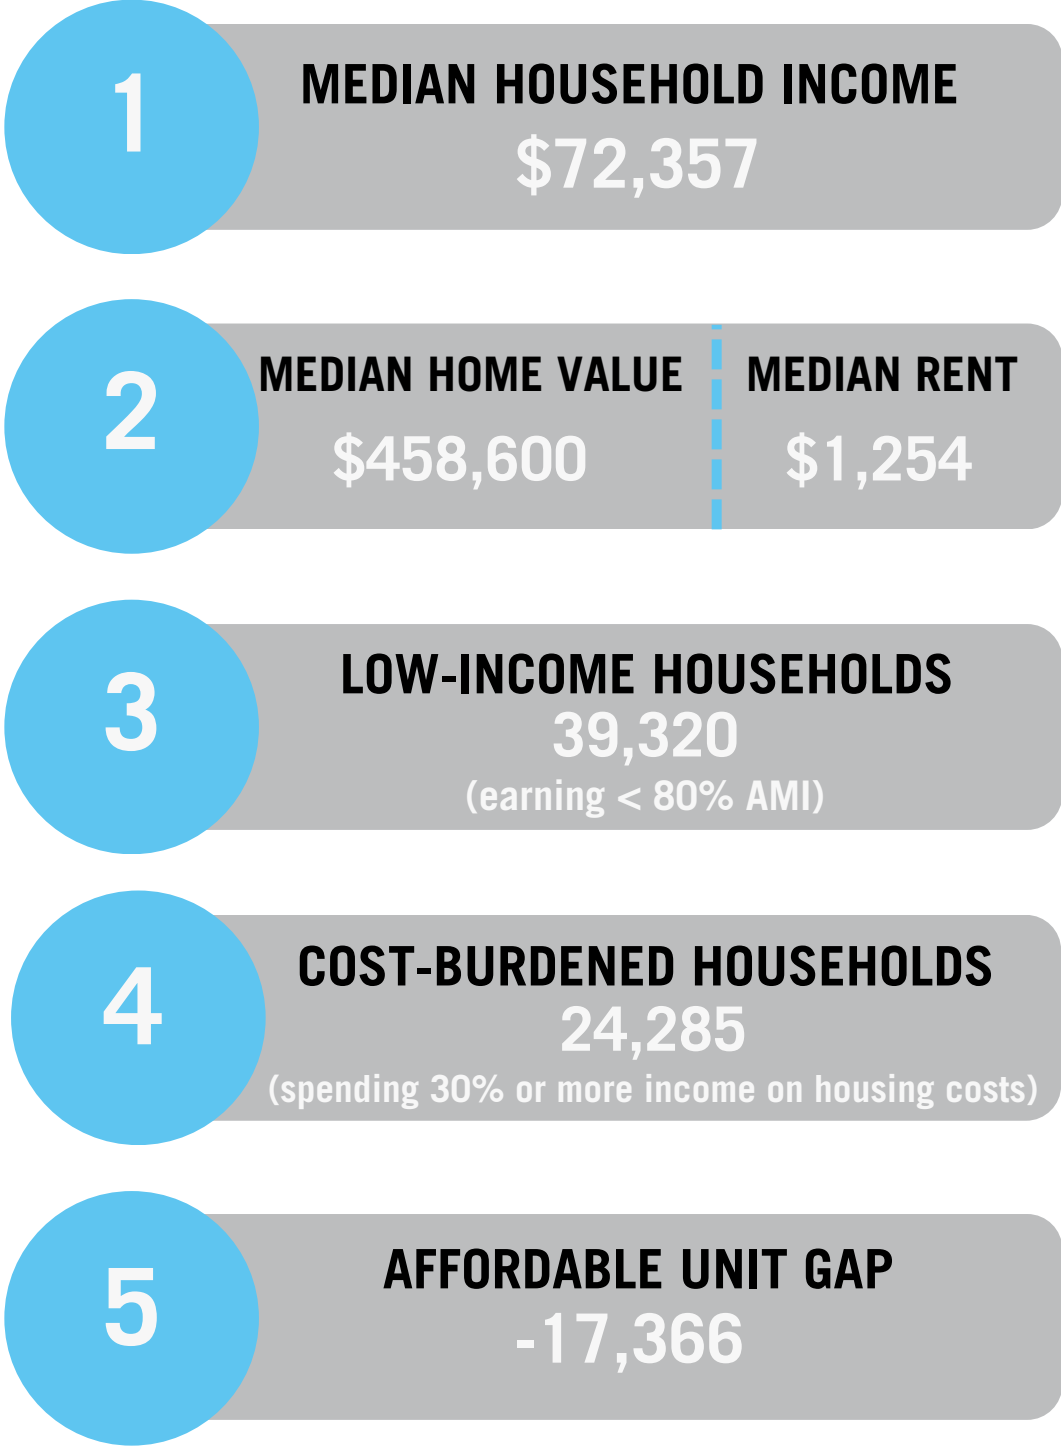 1
MEDIAN HOUSEHOLD INCOME
$72,357
2
MEDIAN HOME VALUE
$458,600
MEDIAN RENT
$1,254
3
LOW-INCOME HOUSEHOLDS
39,320
(earning < 80% AMI)
4
COST-BURDENED HOUSEHOLDS
24,285
(spending 30% or more income on housing costs)
5
AFFORDABLE UNIT GAP
-17,366